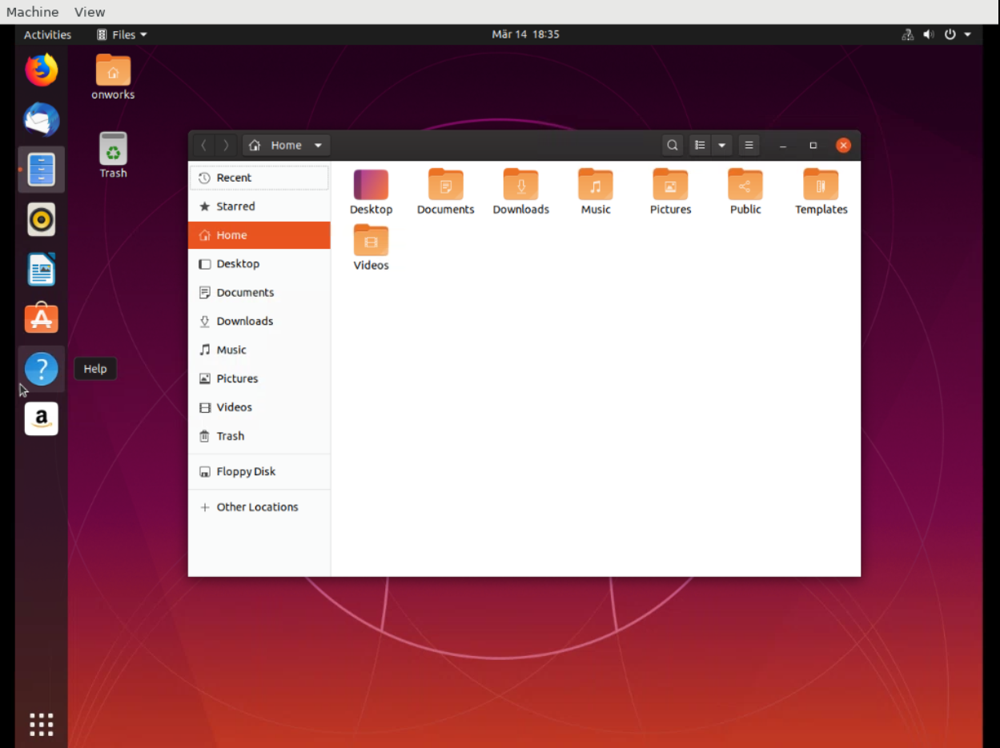 Machine View
Activities Files Mär 14 18:35
onworks
Trash
Home
Recent
Starred
Home
Desktop
Documents
Downloads
Music
Pictures
Videos
Trash
Floppy Disk
Other Locations
Desktop Documents Downloads Music Pictures Public Templates
Videos
Help
a